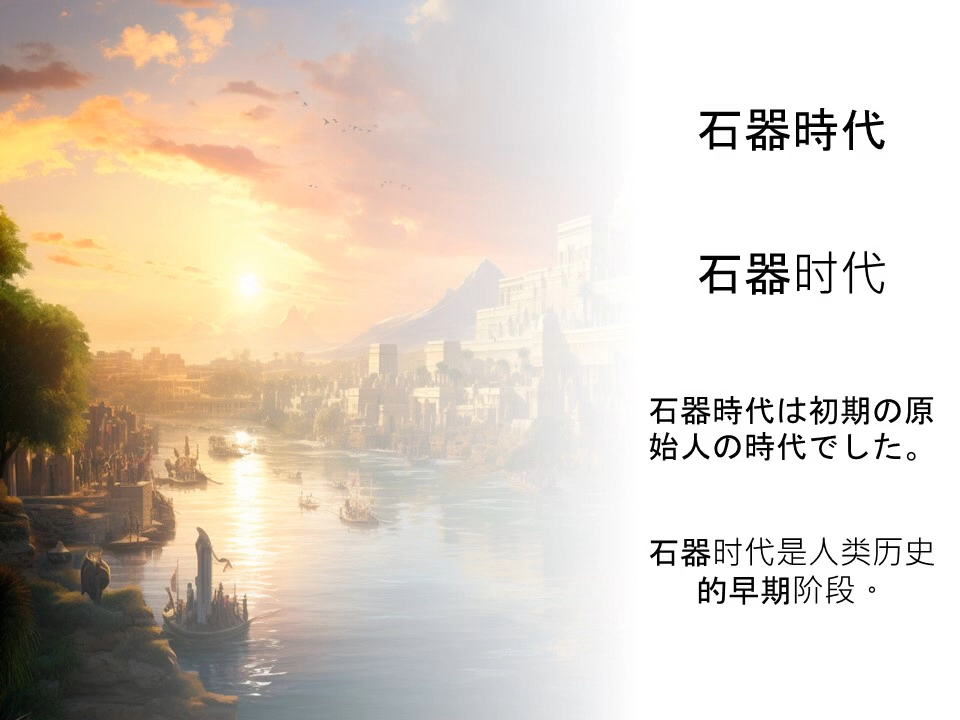 石器時代
石器时代
石器時代は初期の原
始人の時代でした。
石器时代是人类历史
的早期阶段。